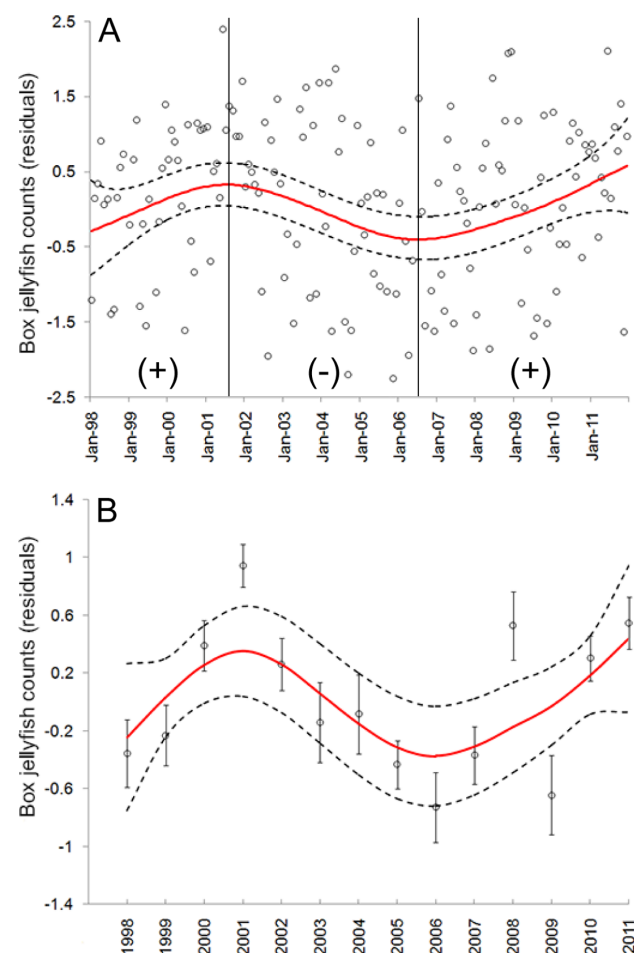 A
Box jellyfish counts (residuals)
2.5
1.5
0.5
-0.5
-1.5
-2.5
(+)
(-)
(+)
Jan-98
Jan-99
Jan-00
Jan-01
Jan-02
Jan-03
Jan-04
Jan-05
Jan-06
Jan-07
Jan-08
Jan-09
Jan-10
Jan-11
B
Box jellyfish counts (residuals)
1.4
1
0.6
0.2
-0.2
-0.6
-1
-1.4
1998
1999
2000
2001
2002
2003
2004
2005
2006
2007
2008
2009
2010
2011